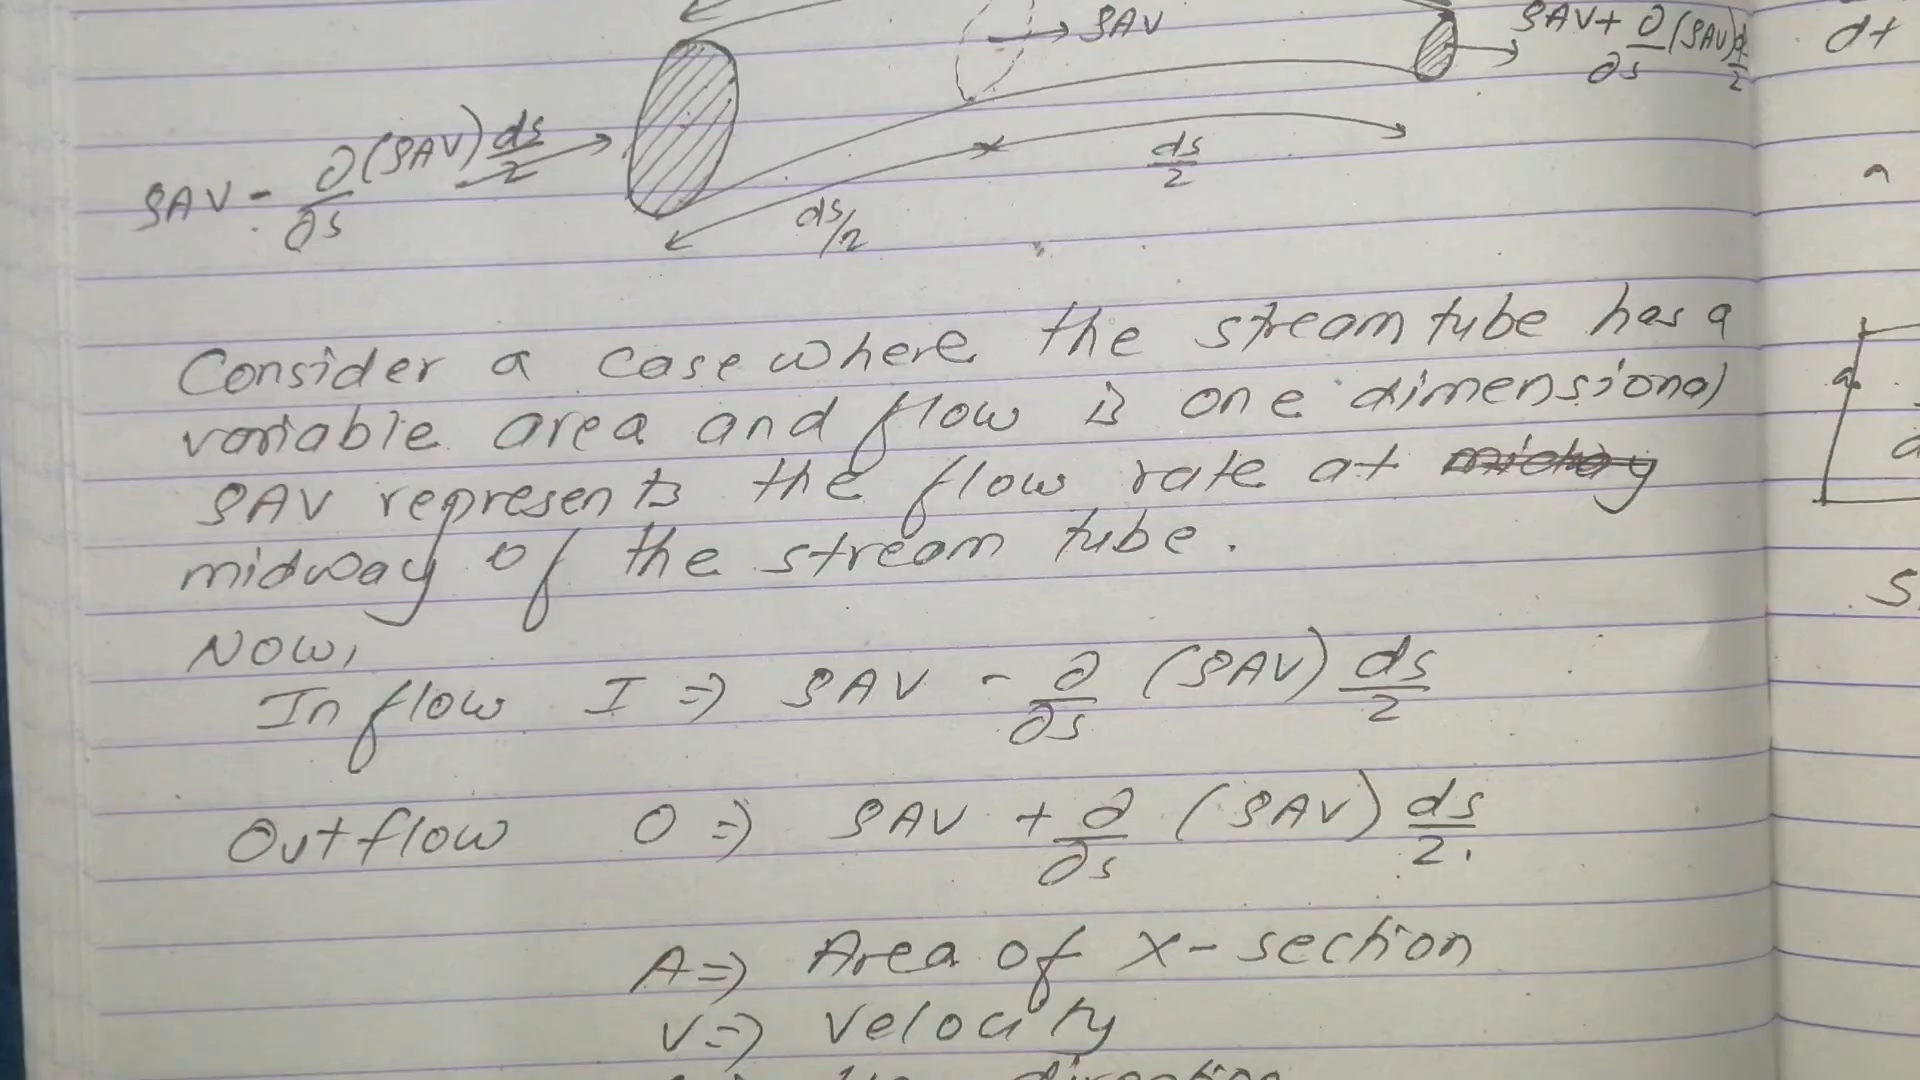 ρAV
ρAV + ∂/∂s (ρAV) d/2
ρAV - ∂/∂s (ρAV) ds/2
ds/2
ds/2
Consider a case where the stream tube has a
variable area and flow is one dimensional
ρAV represents the flow rate at
midway of the stream tube.
Now,
Inflow I ⇒ ρAV - ∂/∂s (ρAV) ds/2
Outflow O ⇒ ρAV + ∂/∂s (ρAV) ds/2.
A ⇒ Area of X-section
V ⇒ Velocity
direction
dt